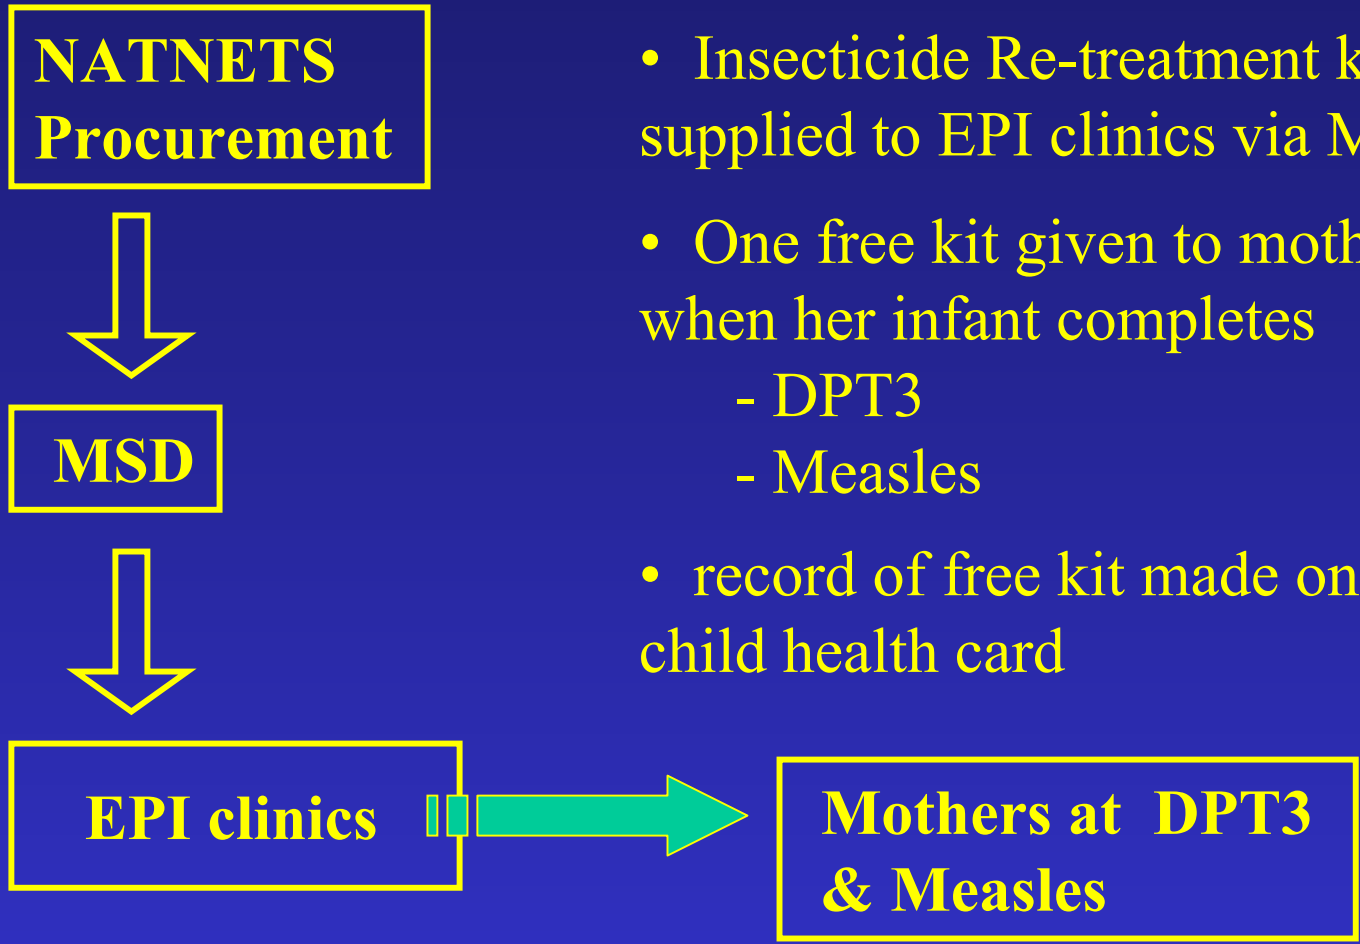 NATNETS
Procurement
MSD
EPI clinics
• Insecticide Re-treatment
supplied to EPI clinics via
• One free kit given to
when her infant completes
- DPT3
- Measles
• record of free kit made on
child health card
Mothers at DPT3
& Measles